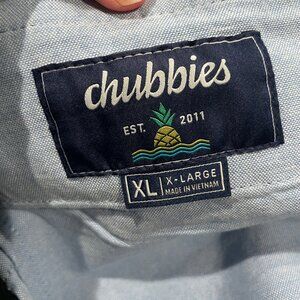 chubbies
EST. 2011
XL X-LARGE
MADE IN VIETNAM